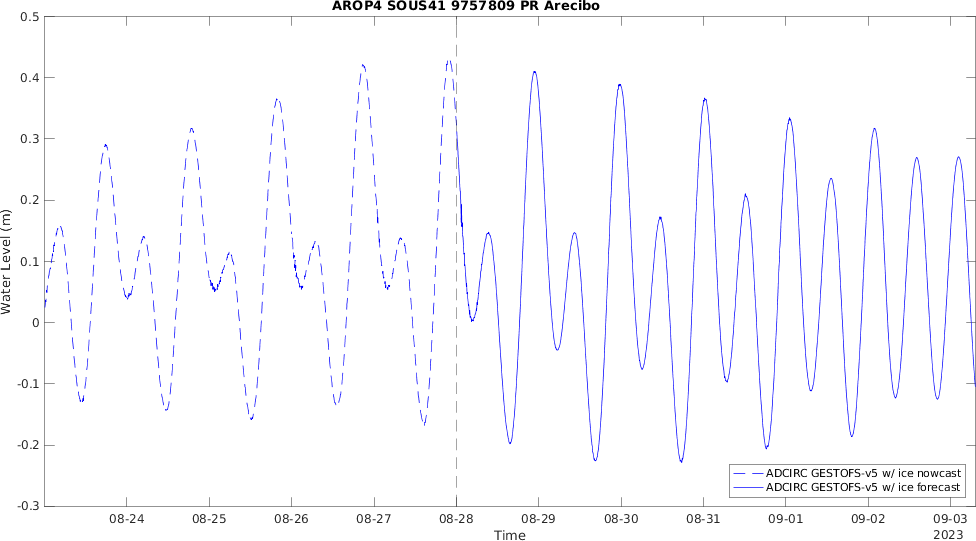 AROP4 SOUS41 9757809 PR Arecibo
0.5
0.4
0.3
0.2
0.1
0
-0.1
-0.2
-0.3
Water Level (m)
ADCIRC GESTOFS-v5 w/ ice nowcast
ADCIRC GESTOFS-v5 w/ ice forecast
08-24 08-25 08-26 08-27 08-28 08-29 08-30 08-31 09-01 09-02 09-03
Time
2023